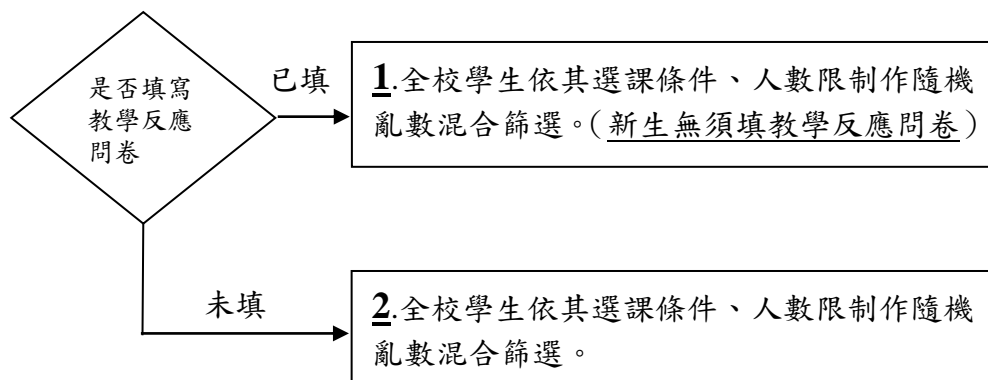 是否填寫
教學反應
問卷
已填
1.全校學生依其選課條件、人數限制作隨機
亂數混合篩選。(新生無須填教學反應問卷)
未填
2.全校學生依其選課條件、人數限制作隨機
亂數混合篩選。